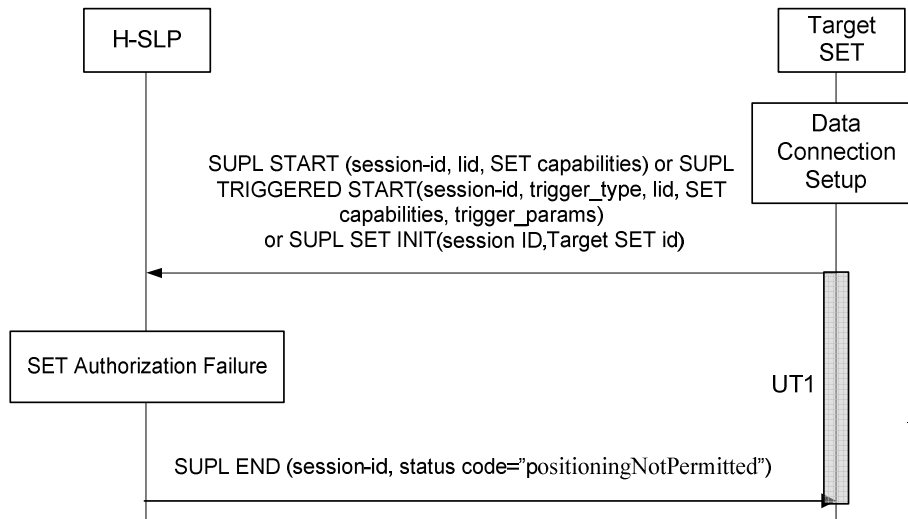 H-SLP
Target
SET
Data
Connection
Setup
SUPL START (session-id, lid, SET capabilities) or SUPL
TRIGGERED START(session-id, trigger_type, lid, SET
capabilities, trigger_params)
or SUPL SET INIT(session ID,Target SET id)
SET Authorization Failure
UT1
SUPL END (session-id, status code=”positioningNotPermitted”)